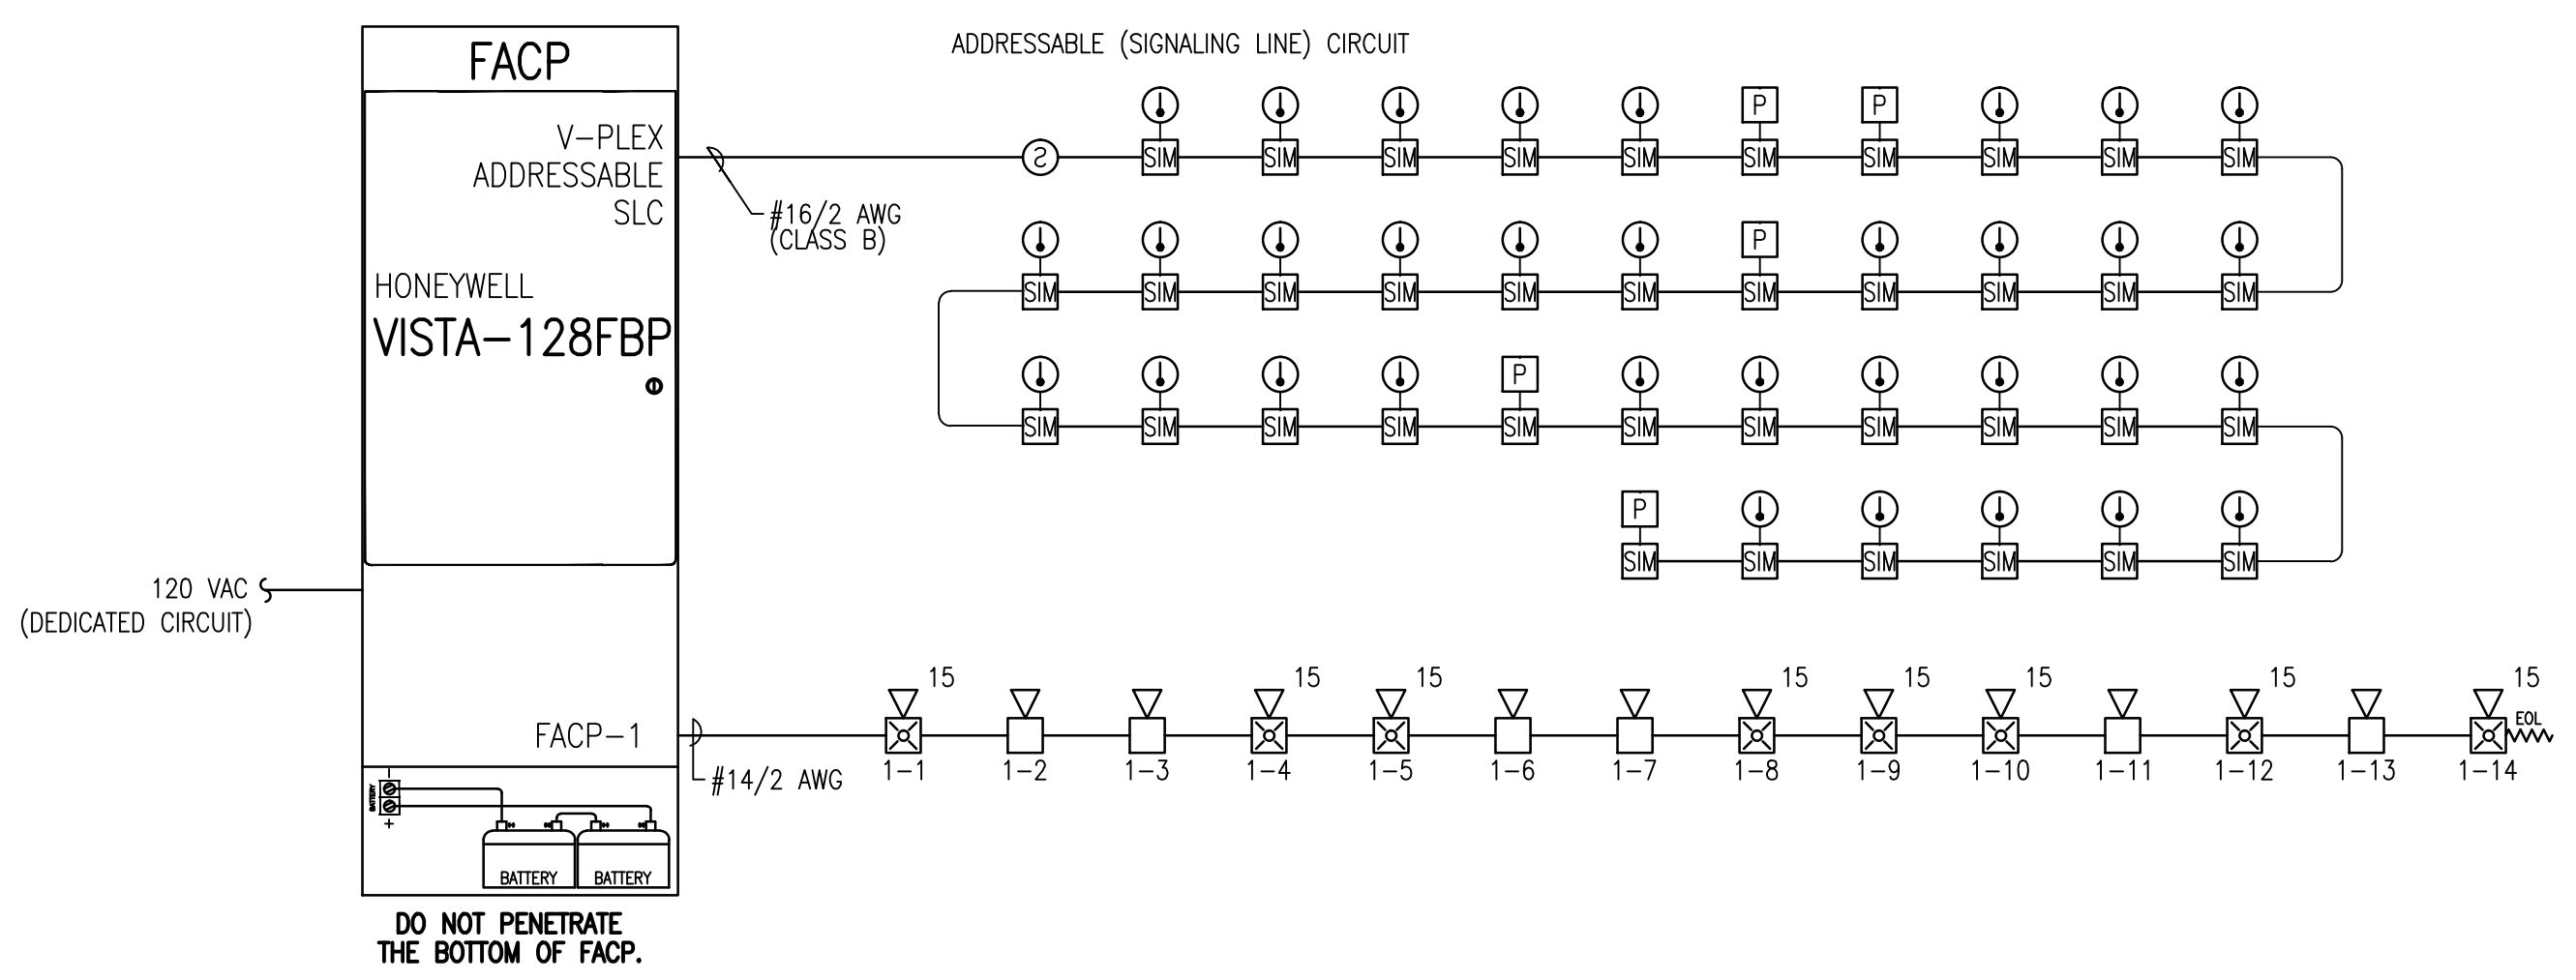 FACP
ADDRESSABLE (SIGNALING LINE) CIRCUIT
V-PLEX
ADDRESSABLE
SLC
#16/2 AWG
(CLASS B)
HONEYWELL
VISTA-128FBP
P P
S SIM SIM SIM SIM SIM SIM SIM SIM SIM SIM
P
SIM SIM SIM SIM SIM SIM SIM SIM SIM SIM SIM
P
SIM SIM SIM SIM SIM SIM SIM SIM SIM SIM SIM
P
SIM SIM SIM SIM SIM SIM
120 VAC
(DEDICATED CIRCUIT)
15 15 15 15 15 15 15 15
EOL
FACP-1
1-1 1-2 1-3 1-4 1-5 1-6 1-7 1-8 1-9 1-10 1-11 1-12 1-13 1-14
#14/2 AWG
BATTERY
- +
BATTERY BATTERY
DO NOT PENETRATE
THE BOTTOM OF FACP.